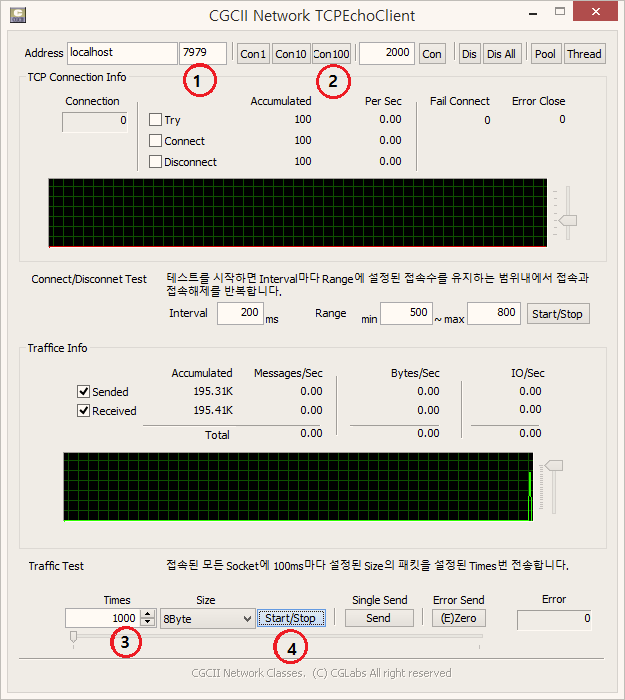 CGCII Network TCPEchoClient
Address localhost 7979 Con1 Con10 Con100 2000 Con Dis Dis All Pool Thread
1 2
TCP Connection Info
Connection Accumulated Per Sec Fail Connect Error Close
0 Try 100 0.00 0 0
Connect 100 0.00
Disconnect 100 0.00
Connect/Disconnet Test 테스트를 시작하면 Interval마다 Range에 설정된 접속수를 유지하는 범위내에서 접속과
접속해제를 반복합니다.
Interval 200 ms Range min 500 ~ max 800 Start/Stop
Traffice Info
Accumulated Messages/Sec Bytes/Sec IO/Sec
Sended 195.31K 0.00 0.00 0.00
Received 195.41K 0.00 0.00 0.00
Total 0.00 0.00 0.00
Traffic Test 접속된 모든 Socket에 100ms마다 설정된 Size의 패킷을 설정된 Times번 전송합니다.
Times Size Single Send Error Send Error
1000 8Byte Start/Stop Send (E)Zero 0
3 4
CGCII Network Classes. (C) CGLabs All right reserved